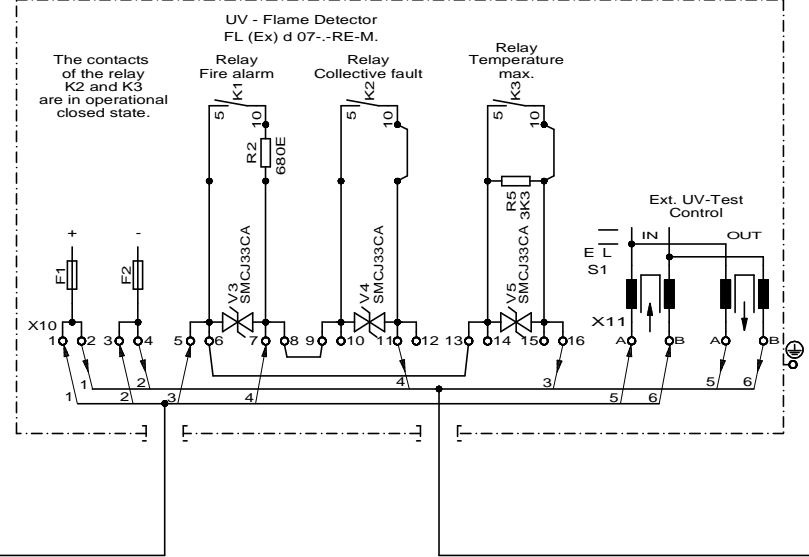 UV - Flame Detector
FL (Ex) d 07-.-RE-M.
The contacts
of the relay
K2 and K3
are in operational
closed state.
Relay
Fire alarm
Relay
Collective fault
Relay
Temperature
max.
K1
5
10
K2
5
10
K3
5
10
R2
680E
R5
3K3
Ext. UV-Test
Control
+
-
F1
F2
V3
SMCJ33CA
V4
SMCJ33CA
V5
SMCJ33CA
E L
S1
IN
OUT
X10
X11
1 2 3 4 5 6 7 8 9 10 11 12 13 14 15 16 A B A B
1 2 4 3 5 6
1 2 3 4 5 6